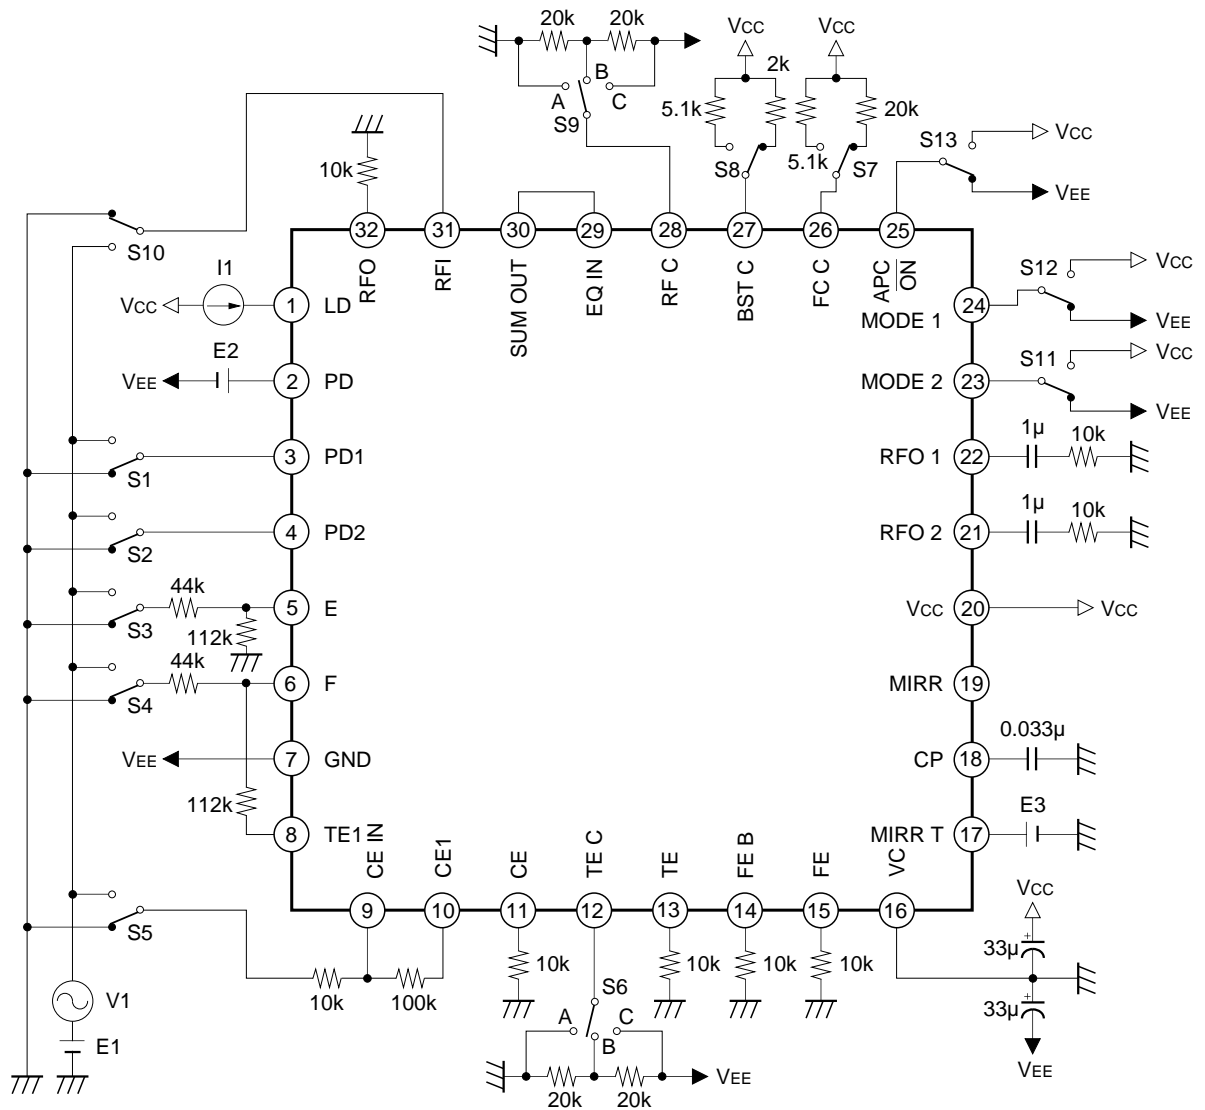 20k 20k
VCC VCC
2k
B
A C
S9
5.1k 20k
S8 5.1k S7
S13 VCC
VEE
10k
S10
32 31 30 29 28 27 26 25
RFO RFI SUM OUT EQ IN RF C BST C FC C APC ON
I1
VCC 1 LD
S12 VCC
24 MODE 1
VEE
E2
VEE 2 PD
S11 VCC
MODE 2 23
VEE
S1 3 PD1
RFO 1 22 1µ 10k
S2 4 PD2
RFO 2 21 1µ 10k
44k
S3 5 E
112k
VCC 20 VCC
44k
S4 6 F
MIRR 19
VEE 7 GND
CP 18 0.033µ
112k
8 TE1
MIRR T 17 E3
CE IN CE1 CE TE C TE FE B FE VC
9 10 11 12 13 14 15 16
S5
10k 100k
10k 10k 10k 10k
VCC
33µ
33µ
VEE
S6
A C
B
20k 20k
VEE
V1
E1